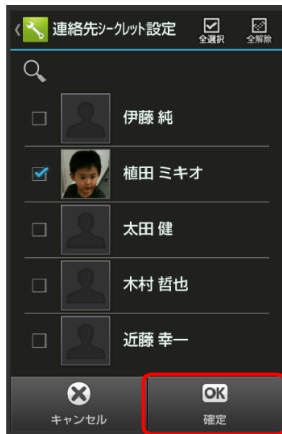 連絡先シークレット設定
全選択
全解除
伊藤 純
植田 ミキオ
太田 健
木村 哲也
近藤 幸一
キャンセル
OK
確定